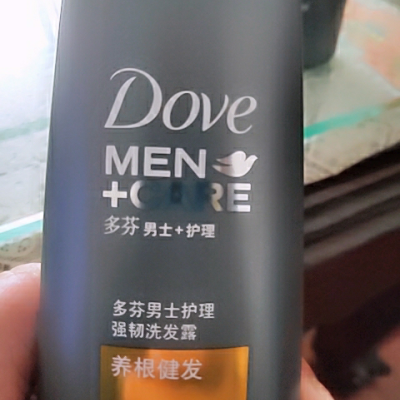 Dove
MEN
+CARE
多芬 男士+护理
多芬男士护理
强韧洗发露
养根健发